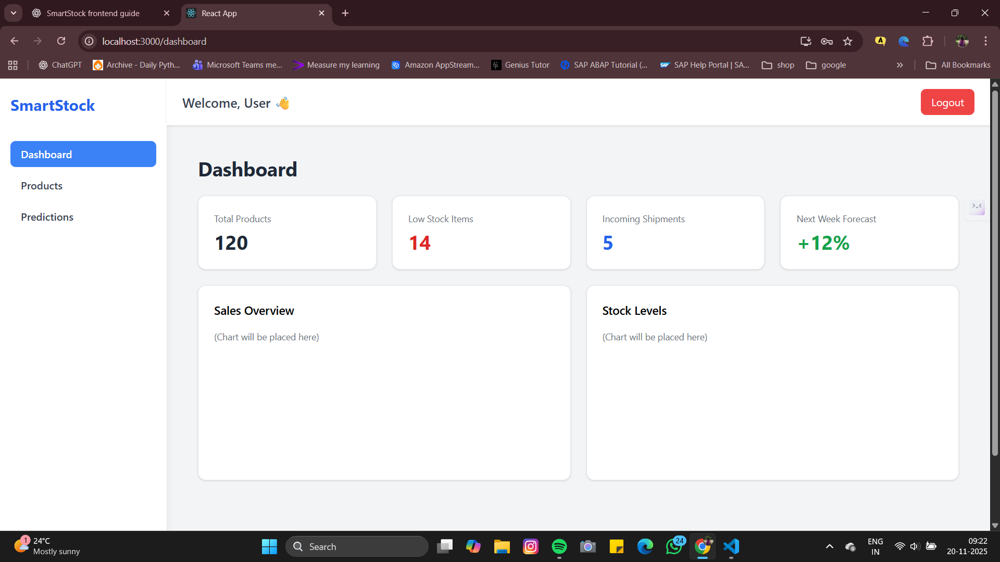 SmartStock frontend guide
React App
localhost:3000/dashboard
ChatGPT
Archive - Daily Pyth...
Microsoft Teams me...
Measure my learning
Amazon AppStream...
Genius Tutor
SAP ABAP Tutorial (...
SAP Help Portal | SA...
shop
google
All Bookmarks
SmartStock
Welcome, User 👋
Logout
Dashboard
Products
Predictions
Dashboard
Total Products
120
Low Stock Items
14
Incoming Shipments
5
Next Week Forecast
+12%
Sales Overview
(Chart will be placed here)
Stock Levels
(Chart will be placed here)
1
24°C
Mostly sunny
Search
24
ENG
IN
09:22
20-11-2025